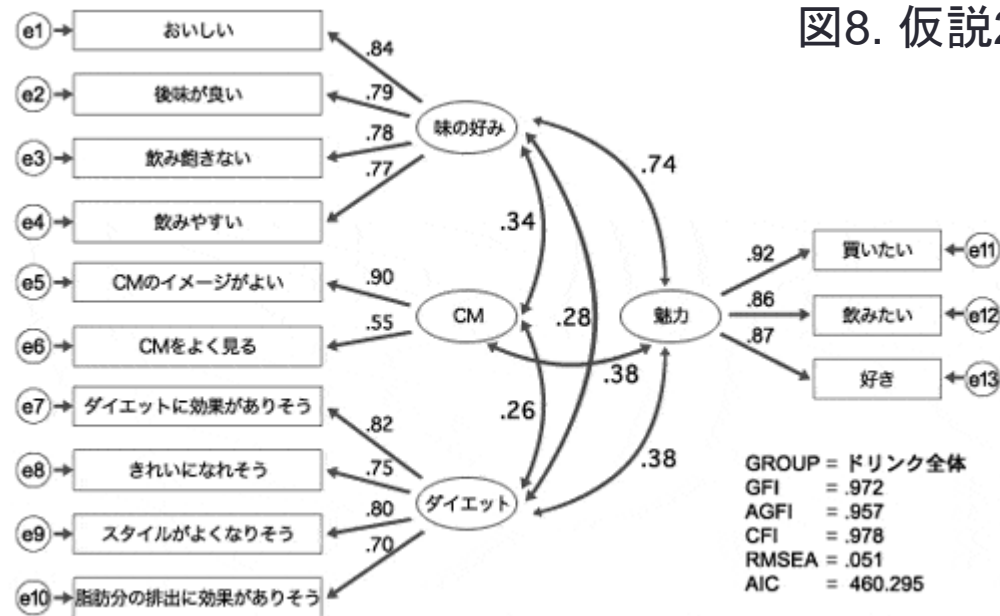 図8. 仮説2
e1
おいしい
.84
e2
後味が良い
.79
味の好み
e3
飲み飽きない
.78
.74
.77
e4
飲みやすい
.34
e5
CMのイメージがよい
.90
CM
.28
魅力
.92
買いたい
e11
.86
飲みたい
e12
.87
好き
e13
e6
CMをよく見る
.55
.38
e7
ダイエットに効果がありそう
.82
.26
e8
きれいになれそう
.75
.38
ダイエット
e9
スタイルがよくなりそう
.80
.70
e10
脂肪分の排出に効果がありそう
GROUP = ドリンク全体
GFI = .972
AGFI = .957
CFI = .978
RMSEA = .051
AIC = 460.295